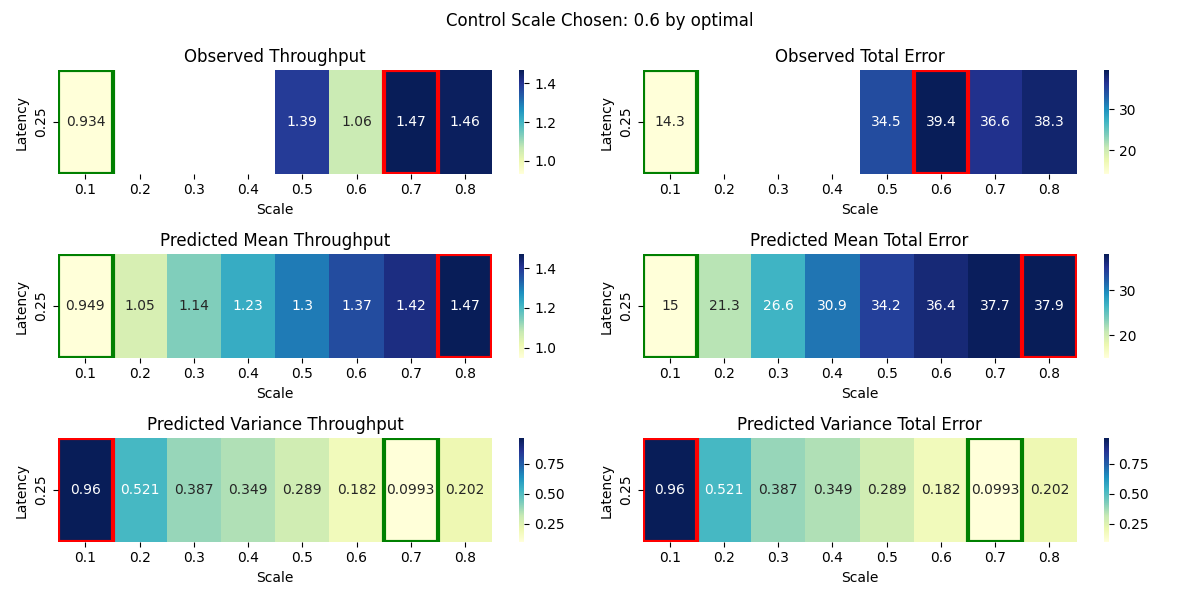 Control Scale Chosen: 0.6 by optimal
Observed Throughput
Latency
0.25
0.934 1.39 1.06 1.47 1.46
0.1 0.2 0.3 0.4 0.5 0.6 0.7 0.8
Scale
1.4
1.2
1.0
Observed Total Error
Latency
0.25
14.3 34.5 39.4 36.6 38.3
0.1 0.2 0.3 0.4 0.5 0.6 0.7 0.8
Scale
30
20
Predicted Mean Throughput
Latency
0.25
0.949 1.05 1.14 1.23 1.3 1.37 1.42 1.47
0.1 0.2 0.3 0.4 0.5 0.6 0.7 0.8
Scale
1.4
1.2
1.0
Predicted Mean Total Error
Latency
0.25
15 21.3 26.6 30.9 34.2 36.4 37.7 37.9
0.1 0.2 0.3 0.4 0.5 0.6 0.7 0.8
Scale
30
20
Predicted Variance Throughput
Latency
0.25
0.96 0.521 0.387 0.349 0.289 0.182 0.0993 0.202
0.1 0.2 0.3 0.4 0.5 0.6 0.7 0.8
Scale
0.75
0.50
0.25
Predicted Variance Total Error
Latency
0.25
0.96 0.521 0.387 0.349 0.289 0.182 0.0993 0.202
0.1 0.2 0.3 0.4 0.5 0.6 0.7 0.8
Scale
0.75
0.50
0.25